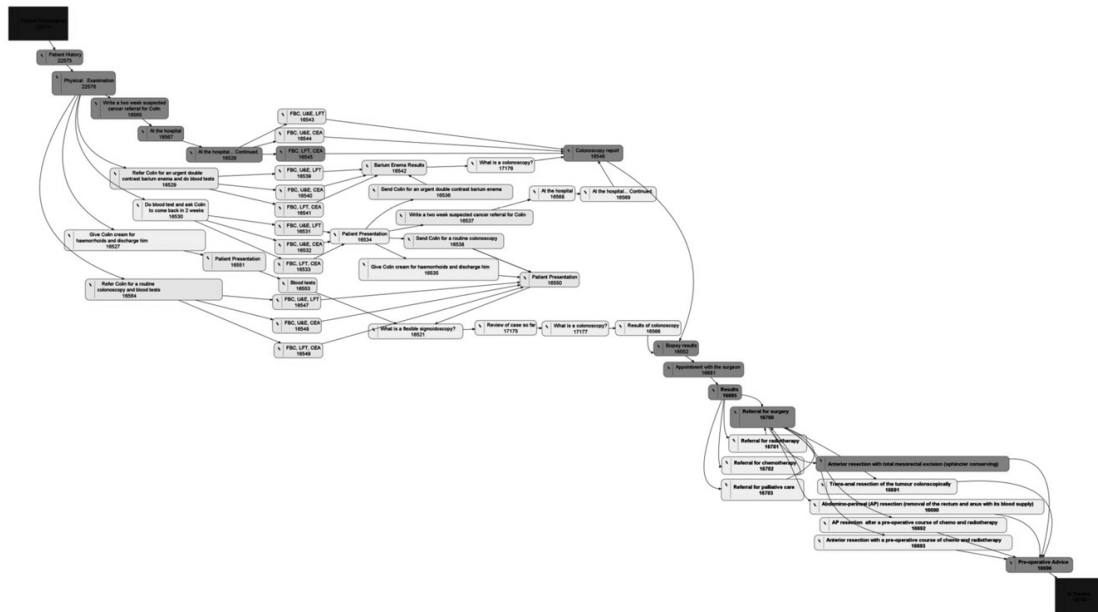 Patient History
22075
Physical Examination
22076
Write a two week suspected
cancer referral for Colin
At the hospital
16567
At the hospital... Continued
16529
FBC, U&E, LFT
16543
FBC, U&E, CEA
16544
FBC, LFT, CEA
16545
Colonoscopy report
16546
Refer Colin for an urgent double
contrast barium enema and do blood tests
16529
FBC, U&E, LFT
16539
FBC, U&E, CEA
16540
FBC, LFT, CEA
16541
Barium Enema Results
16542
What is a colonoscopy?
17176
Send Colin for an urgent double contrast barium enema
16536
At the hospital
16568
At the hospital... Continued
16569
Do blood test and ask Colin
to come back in 2 weeks
16530
FBC, U&E, LFT
16531
FBC, U&E, CEA
16532
FBC, LFT, CEA
16533
Write a two week suspected cancer referral for Colin
16537
Patient Presentation
16534
Send Colin for a routine colonoscopy
16538
Give Colin cream for haemorrhoids and discharge him
16535
Give Colin cream for
haemorrhoids and discharge him
16527
Patient Presentation
16551
Blood tests
16553
Patient Presentation
16550
Refer Colin for a routine
colonoscopy and blood tests
16564
FBC, U&E, LFT
16547
FBC, U&E, CEA
16548
FBC, LFT, CEA
16549
What is a flexible sigmoidoscopy?
16521
Review of case so far
17175
What is a colonoscopy?
17177
Results of colonoscopy
16566
Biopsy results
16552
Appointment with the surgeon
16661
Results
16685
Referral for surgery
16760
Referral for radiotherapy
16761
Referral for chemotherapy
16762
Referral for palliative care
16763
Anterior resection with total mesorectal excision (sphincter conserving)
Trans-anal resection of the tumour colonoscopically
16691
Abdomino-perineal (AP) resection (removal of the rectum and anus with its blood supply)
16690
AP resection after a pre-operative course of chemo and radiotherapy
16692
Anterior resection with a pre-operative course of chemo and radiotherapy
16693
Pre-operative Advice
16696